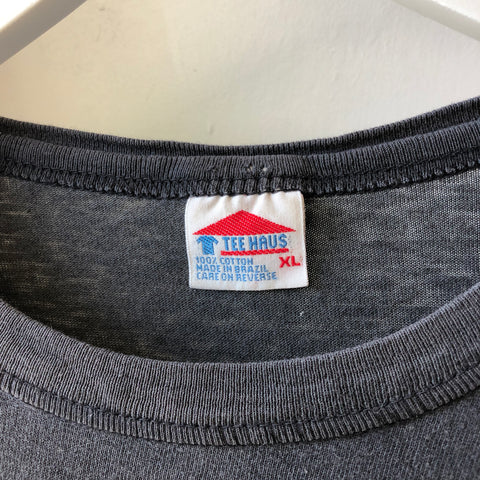 TEE HAUS
100% COTTON XL
MADE IN BRAZIL
CARE ON REVERSE